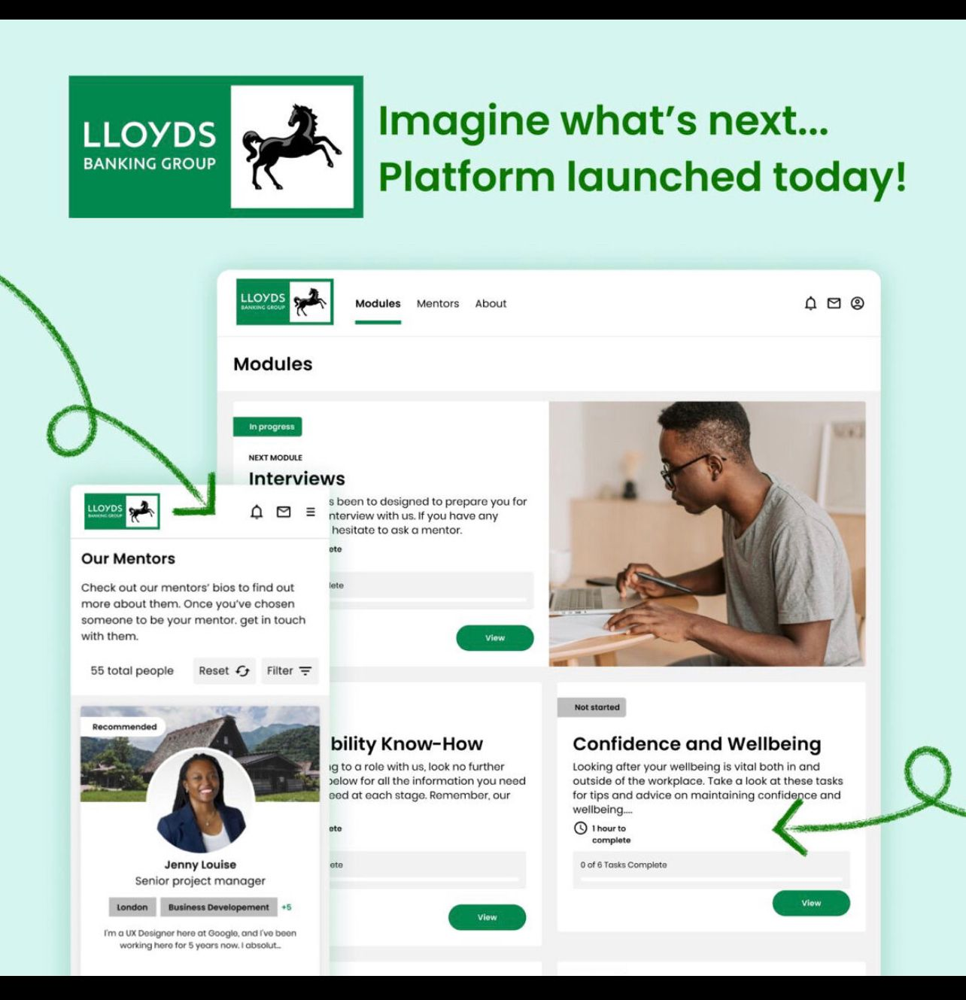 LLOYDS
BANKING GROUP
Imagine what's next...
Platform launched today!
LLOYDS
BANKING GROUP
Modules
Mentors
About
Modules
In progress
NEXT MODULE
Interviews
s been to designed to prepare you for
nterview with us. If you have any
hesitate to ask a mentor.
ete
lete
View
LLOYDS
BANKING GROUP
Our Mentors
Check out our mentors' bios to find out
more about them. Once you've chosen
someone to be your mentor. get in touch
with them.
55 total people
Reset
Filter
Recommended
Jenny Louise
Senior project manager
London
Business Developement
+5
I'm a UX Designer here at Google, and I've been
working here for 5 years now. I absolut...
bility Know-How
g to a role with us, look no further
below for all the information you need
eed at each stage. Remember, our
ete
ete
View
Not started
Confidence and Wellbeing
Looking after your wellbeing is vital both in and
outside of the workplace. Take a look at these tasks
for tips and advice on maintaining confidence and
wellbeing....
1 hour to
complete
0 of 6 Tasks Complete
View